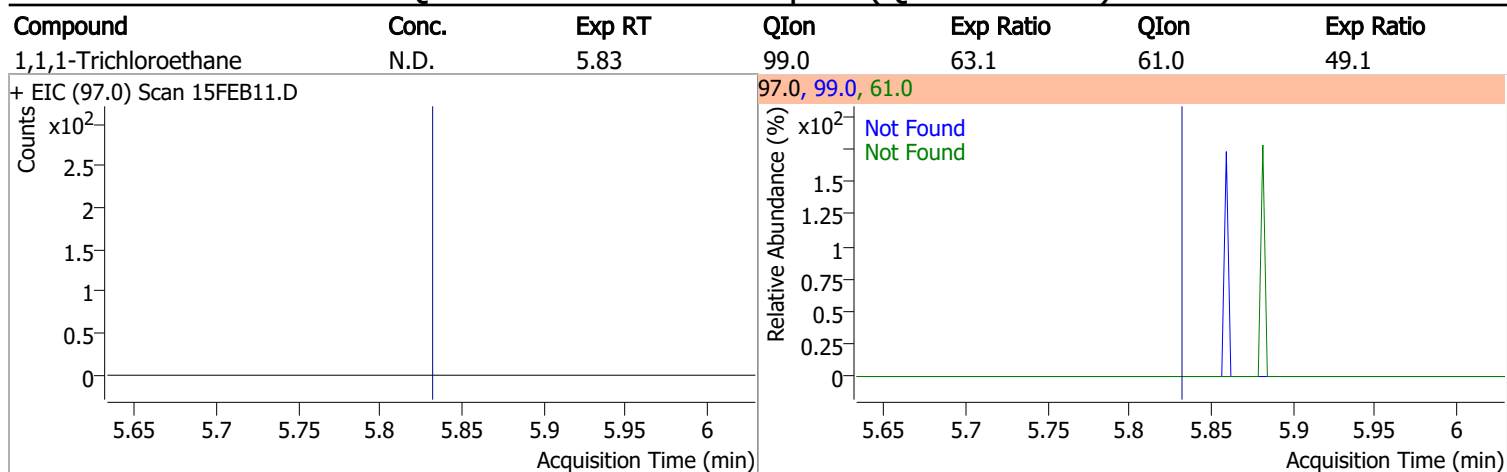 Compound Conc. Exp RT QIon Exp Ratio QIon Exp Ratio
1,1,1-Trichloroethane N.D. 5.83 99.0 63.1 61.0 49.1
+ EIC (97.0) Scan 15FEB11.D
Counts
x10²
2.5
2
1.5
1
0.5
0
5.65 5.7 5.75 5.8 5.85 5.9 5.95 6
Acquisition Time (min)
97.0, 99.0, 61.0
Relative Abundance (%)
x10²
Not Found
Not Found
1.5
1.25
1
0.75
0.5
0.25
0
5.65 5.7 5.75 5.8 5.85 5.9 5.95 6
Acquisition Time (min)